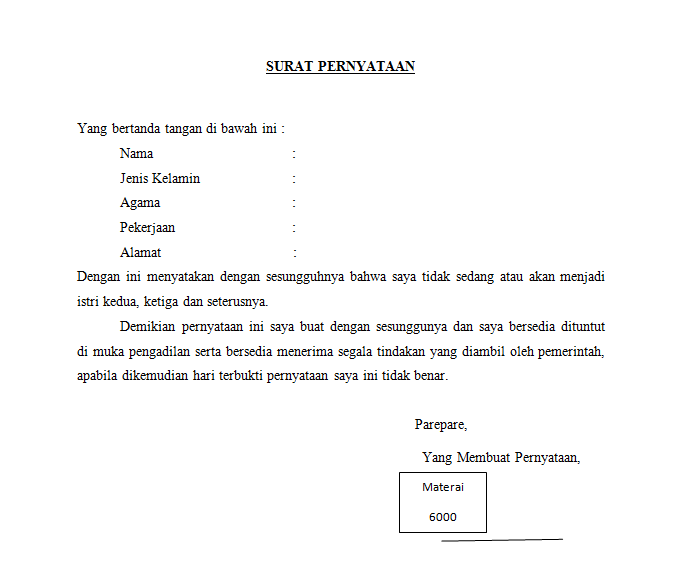 SURAT PERNYATAAN
Yang bertanda tangan di bawah ini :
Nama :
Jenis Kelamin :
Agama :
Pekerjaan :
Alamat :
Dengan ini menyatakan dengan sesungguhnya bahwa saya tidak sedang atau akan menjadi
istri kedua, ketiga dan seterusnya.
Demikian pernyataan ini saya buat dengan sesunggunya dan saya bersedia dituntut
di muka pengadilan serta bersedia menerima segala tindakan yang diambil oleh pemerintah,
apabila dikemudian hari terbukti pernyataan saya ini tidak benar.
Parepare,
Yang Membuat Pernyataan,
Materai
6000